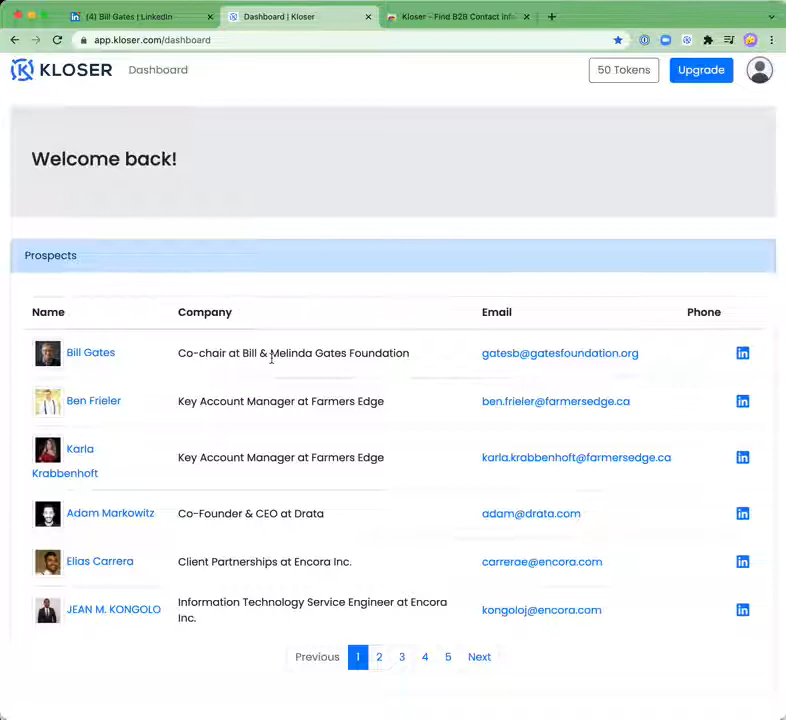 (4) Bill Gates | LinkedIn
Dashboard | Kloser
Kloser - Find B2B Contact Info
app.kloser.com/dashboard
KLOSER
Dashboard
50 Tokens
Upgrade
Welcome back!
Prospects
Name Company Email Phone
Bill Gates Co-chair at Bill & Melinda Gates Foundation gatesb@gatesfoundation.org
Ben Frieler Key Account Manager at Farmers Edge ben.frieler@farmersedge.ca
Karla
Krabbenhoft Key Account Manager at Farmers Edge karla.krabbenhoft@farmersedge.ca
Adam Markowitz Co-Founder & CEO at Drata adam@drata.com
Elias Carrera Client Partnerships at Encora Inc. carrerae@encora.com
JEAN M. KONGOLO Information Technology Service Engineer at Encora
Inc. kongoloj@encora.com
Previous 1 2 3 4 5 Next